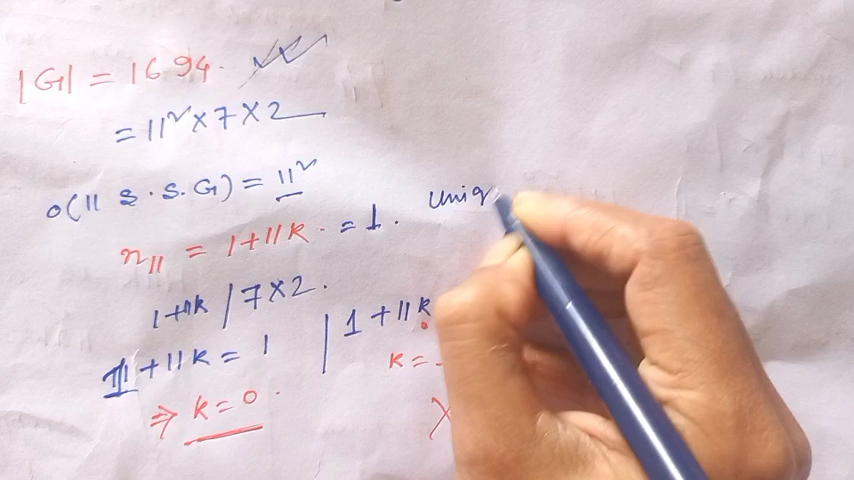 |G| = 1694.
= 11² × 7 × 2
o(11 S.S.G) = 11²
n₁₁ = 1+11k. = 1. uniq
1+11k / 7×2.
1+11k = 1 | 1+11k
⇒ k = 0. k =